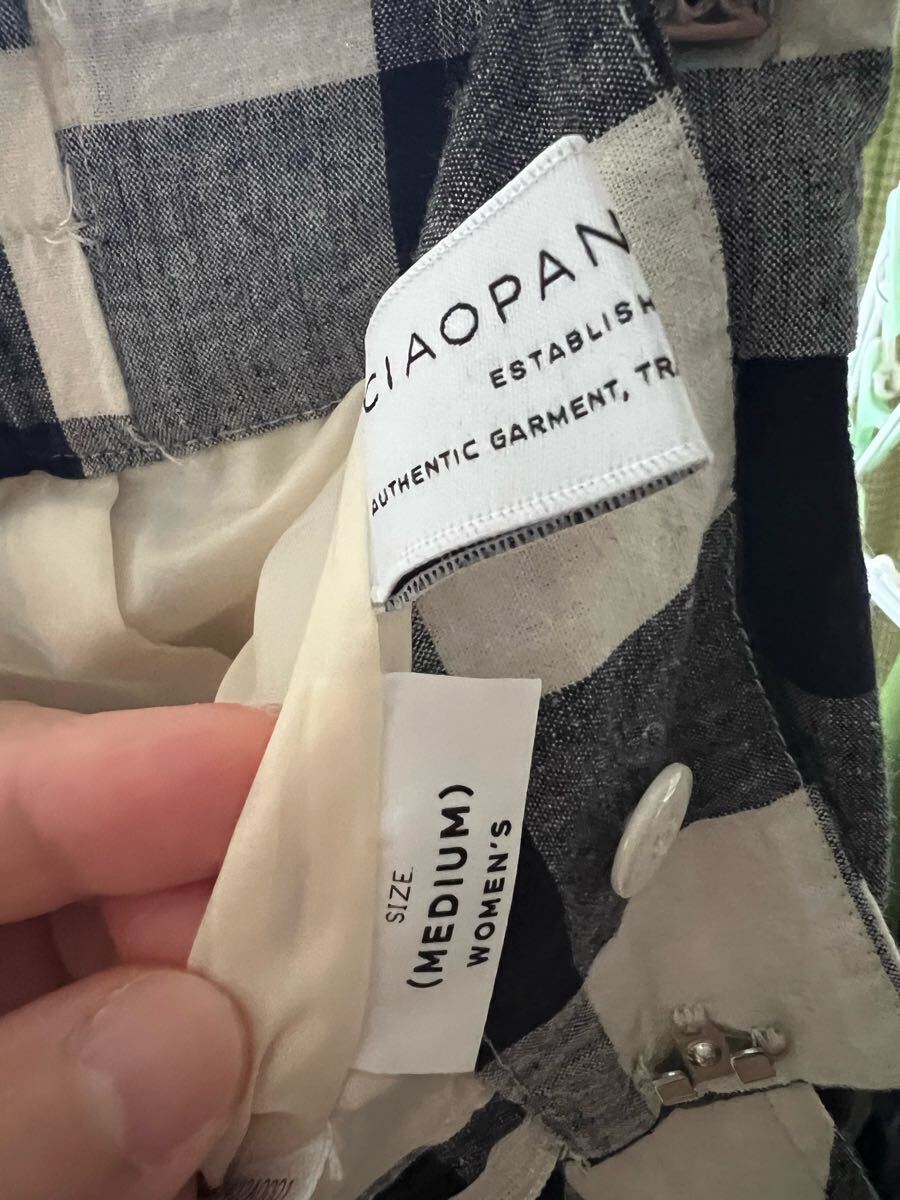 CIAOPAN
ESTABLISH
AUTHENTIC GARMENT, TRA
SIZE
(MEDIUM)
WOMEN'S